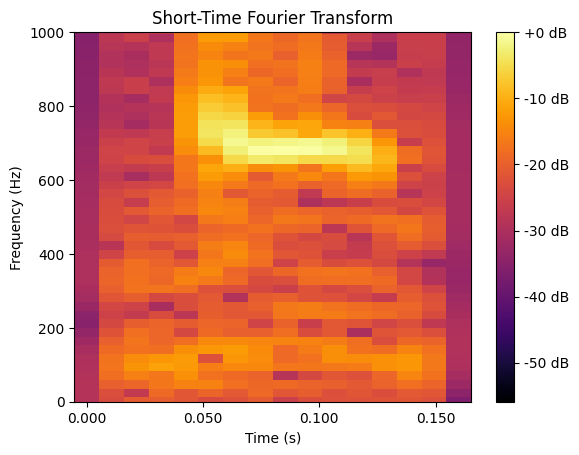 Short-Time Fourier Transform
1000
800
600
400
200
0
Frequency (Hz)
0.000
0.050
0.100
0.150
Time (s)
+0 dB
-10 dB
-20 dB
-30 dB
-40 dB
-50 dB